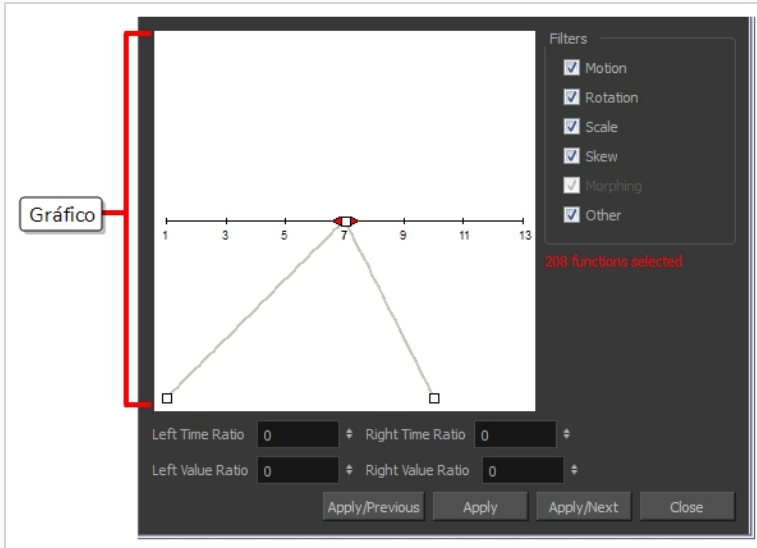 Gráfico
1 3 5 7 9 11 13
Filters
Motion
Rotation
Scale
Skew
Morphing
Other
208 functions selected
Left Time Ratio 0 Right Time Ratio 0
Left Value Ratio 0 Right Value Ratio 0
Apply/Previous Apply Apply/Next Close